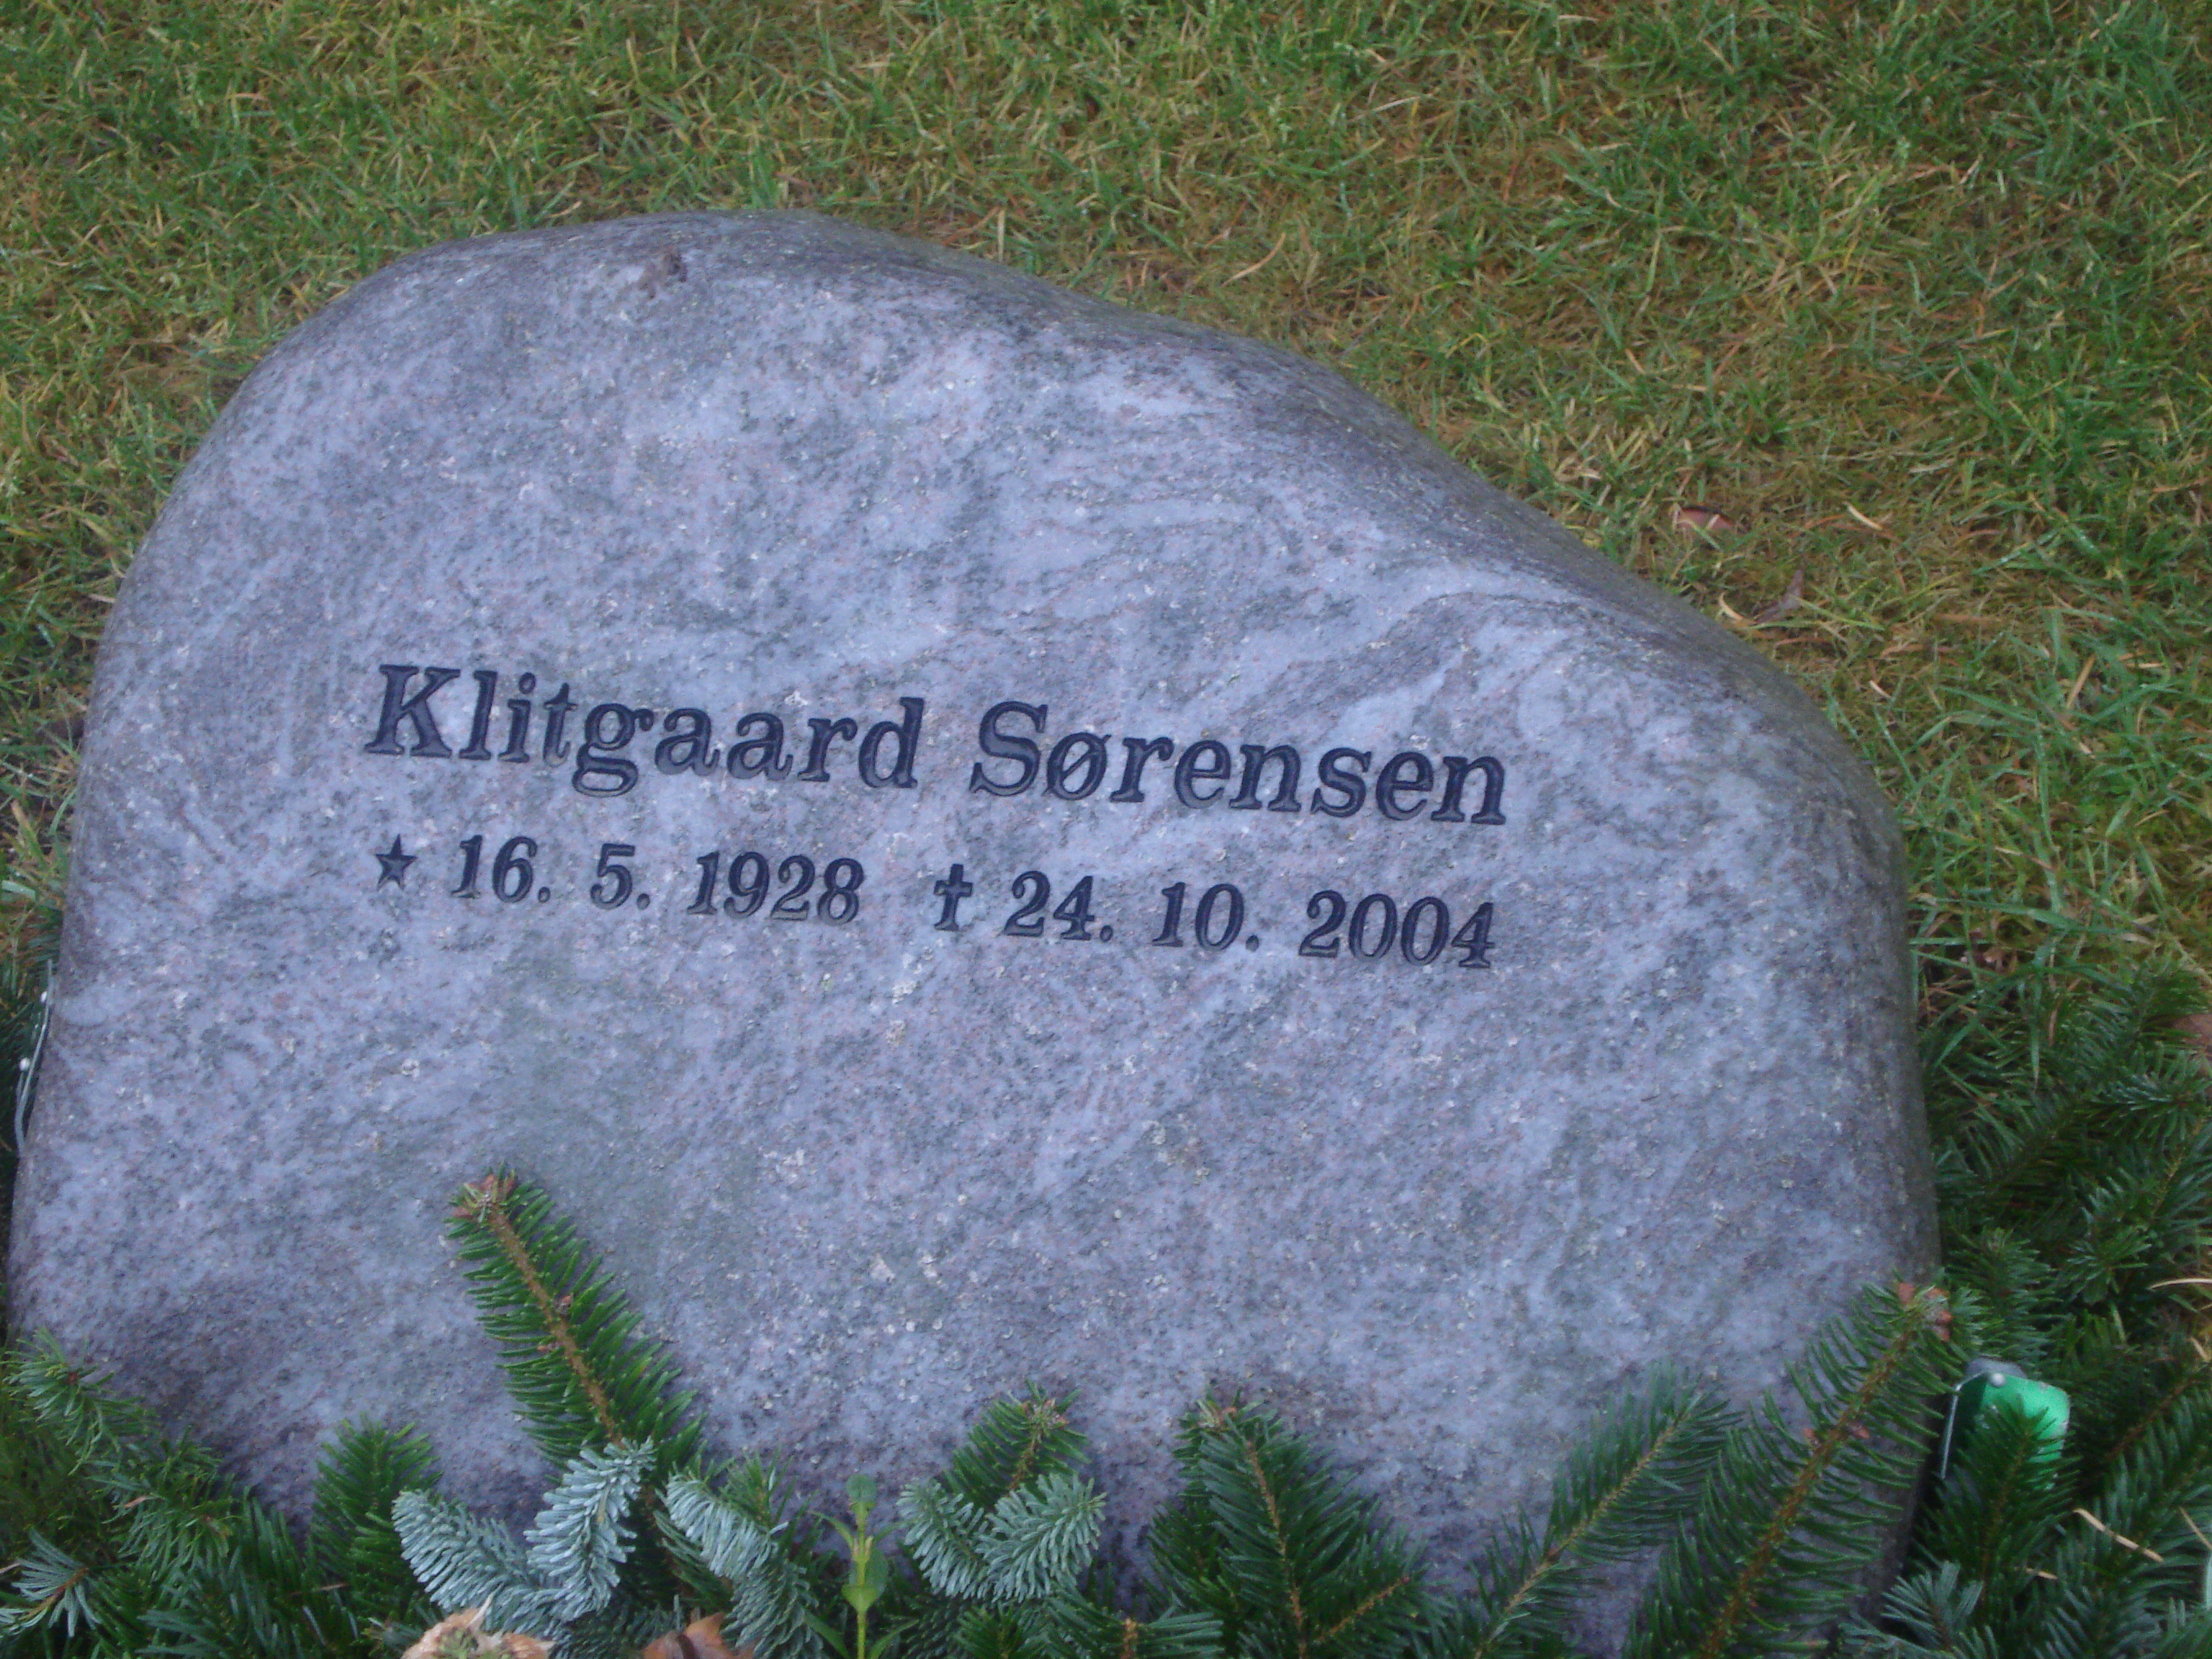 Klitgaard Sørensen
★ 16. 5. 1928 ✝ 24. 10. 2004